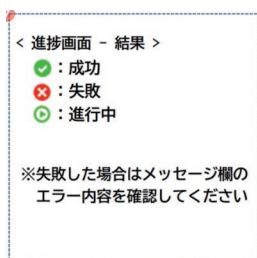 < 進捗画面 - 結果 >
：成功
：失敗
：進行中
※失敗した場合はメッセージ欄の
エラー内容を確認してください